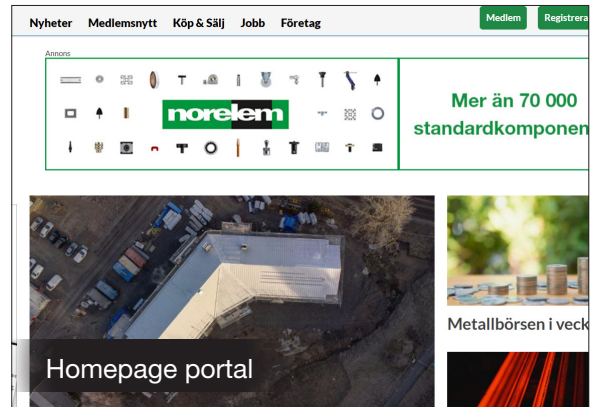 Nyheter Medlemsnytt Köp & Sälj Jobb Företag Medlem Registrera
Annons
norelem
Mer än 70 000
standardkomponen
Metallbörsen i veck
Homepage portal